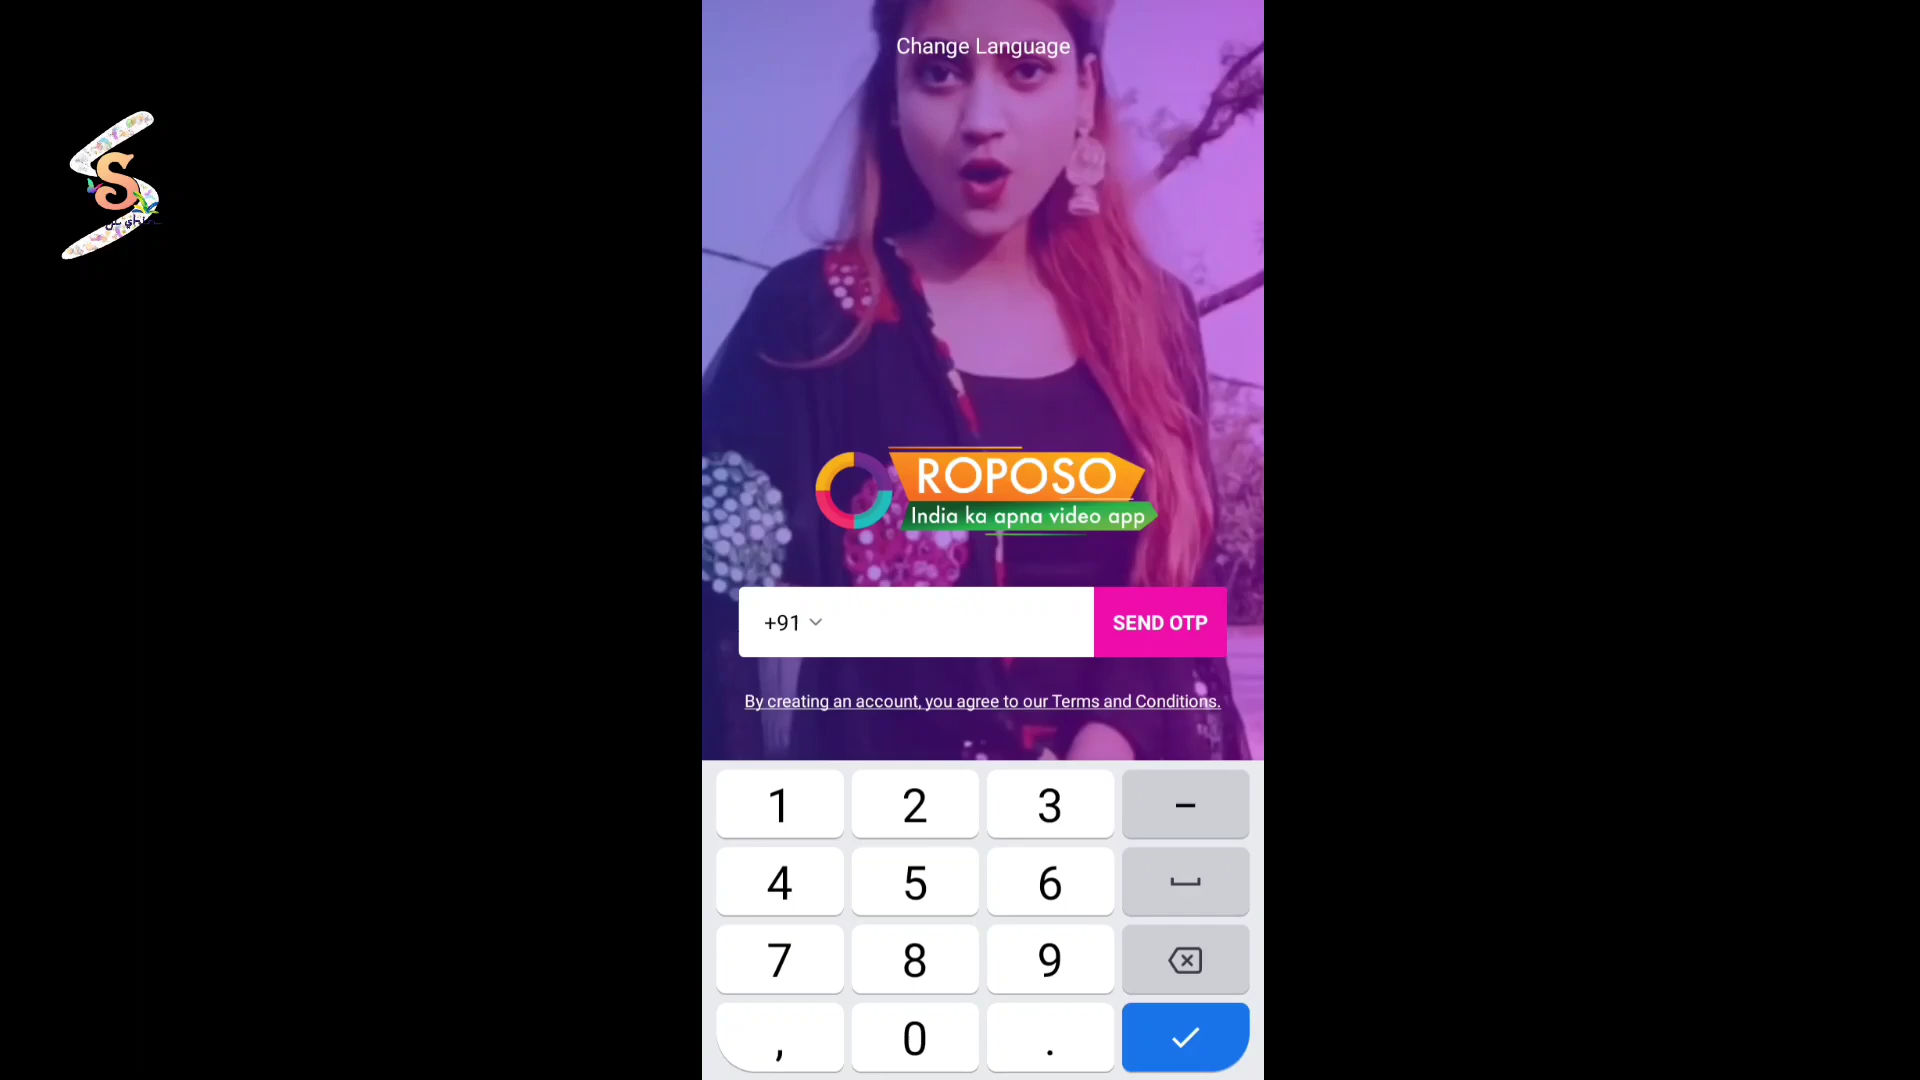 Change Language
S
ROPOSO
India ka apna video app
+91
SEND OTP
By creating an account, you agree to our Terms and Conditions.
1 2 3 –
4 5 6
7 8 9
, 0 .